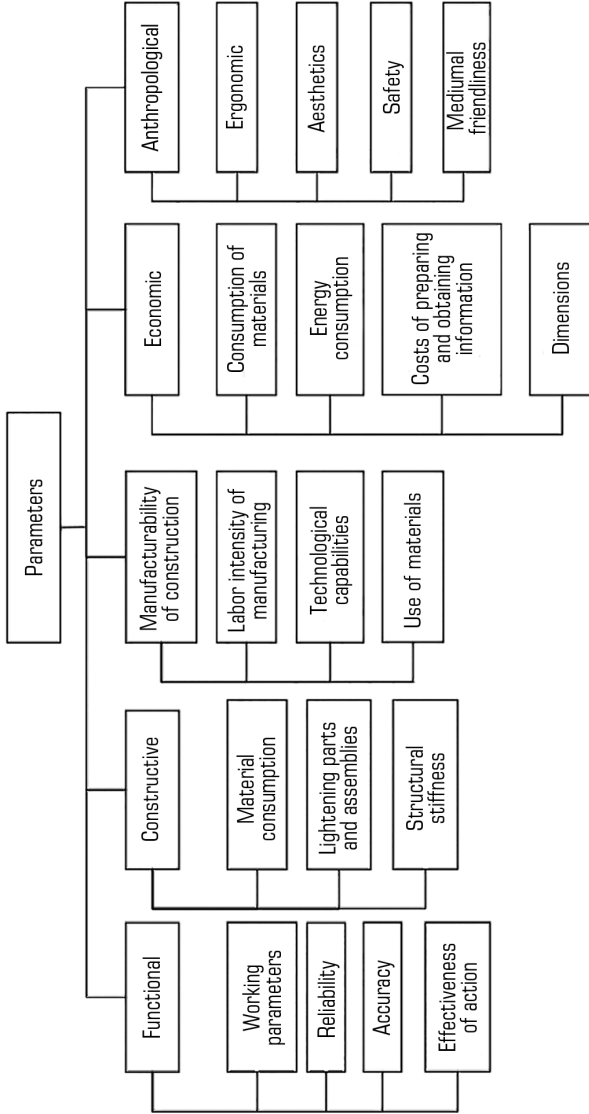 Parameters
Functional
Working
parameters
Reliability
Accuracy
Effectiveness
of action
Constructive
Material
consumption
Lightening parts
and assemblies
Structural
stiffness
Manufacturability
of construction
Labor intensity of
manufacturing
Technological
capabilities
Use of materials
Economic
Consumption of
materials
Energy
consumption
Costs of preparing
and obtaining
information
Dimensions
Anthropological
Ergonomic
Aesthetics
Safety
Mediumal
friendliness